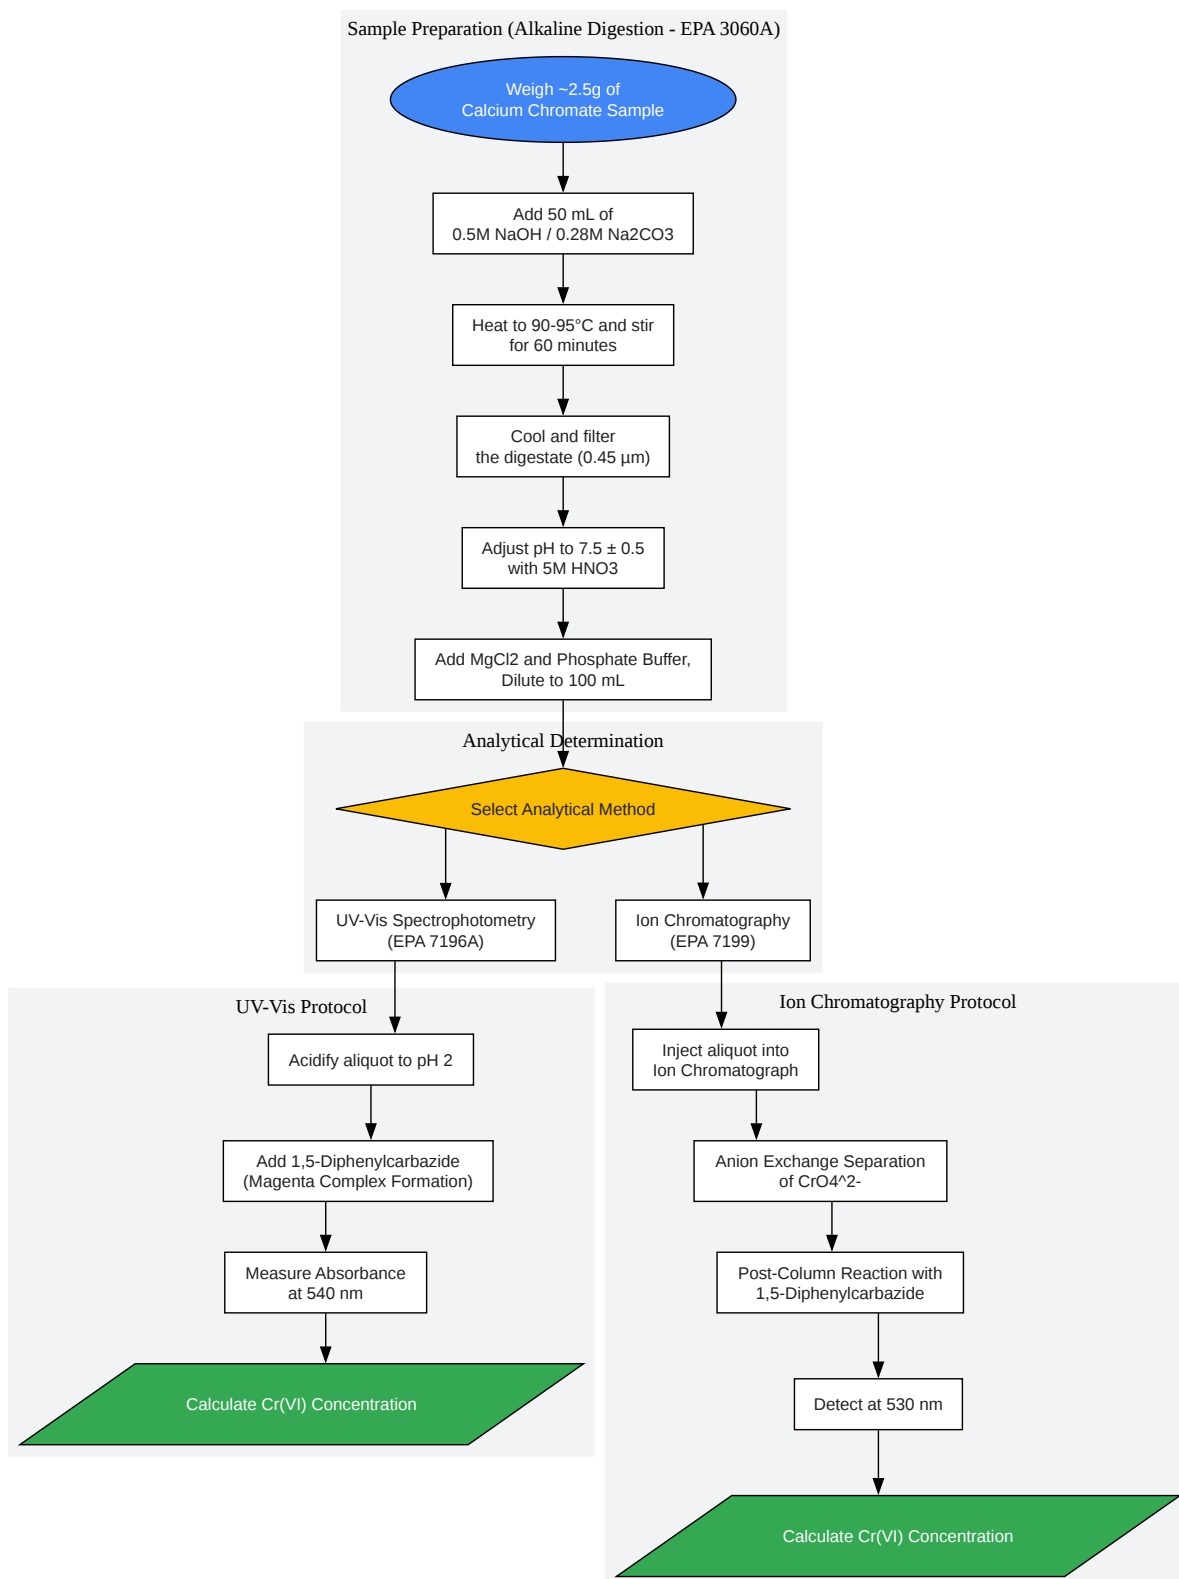 Sample Preparation (Alkaline Digestion - EPA 3060A)
Weigh ~2.5g of
Calcium Chromate Sample
Add 50 mL of
0.5M NaOH / 0.28M Na2CO3
Heat to 90-95°C and stir
for 60 minutes
Cool and filter
the digestate (0.45 µm)
Adjust pH to 7.5 ± 0.5
with 5M HNO3
Add MgCl2 and Phosphate Buffer,
Dilute to 100 mL
Analytical Determination
Select Analytical Method
UV-Vis Spectrophotometry
(EPA 7196A)
Ion Chromatography
(EPA 7199)
UV-Vis Protocol
Acidify aliquot to pH 2
Add 1,5-Diphenylcarbazide
(Magenta Complex Formation)
Measure Absorbance
at 540 nm
Calculate Cr(VI) Concentration
Ion Chromatography Protocol
Inject aliquot into
Ion Chromatograph
Anion Exchange Separation
of CrO4^2-
Post-Column Reaction with
1,5-Diphenylcarbazide
Detect at 530 nm
Calculate Cr(VI) Concentration